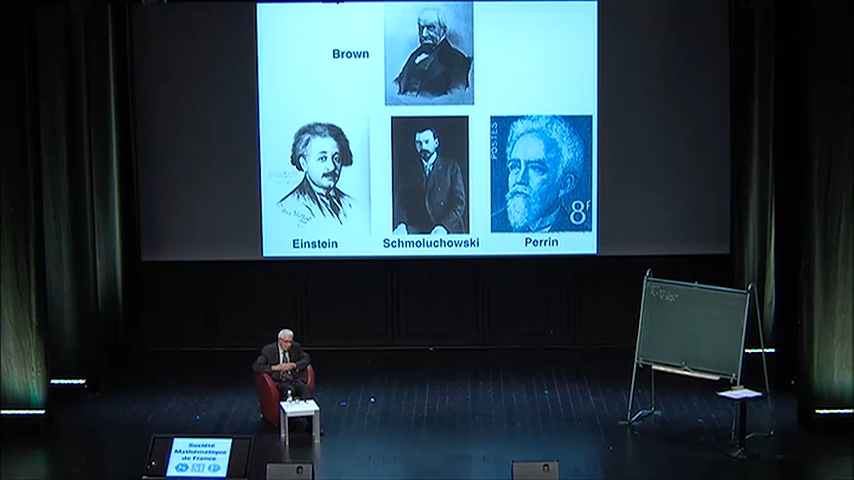 Brown
POSTES
8F
Einstein
Schmoluchowski
Perrin
Société
Mathématique
de France
S M F